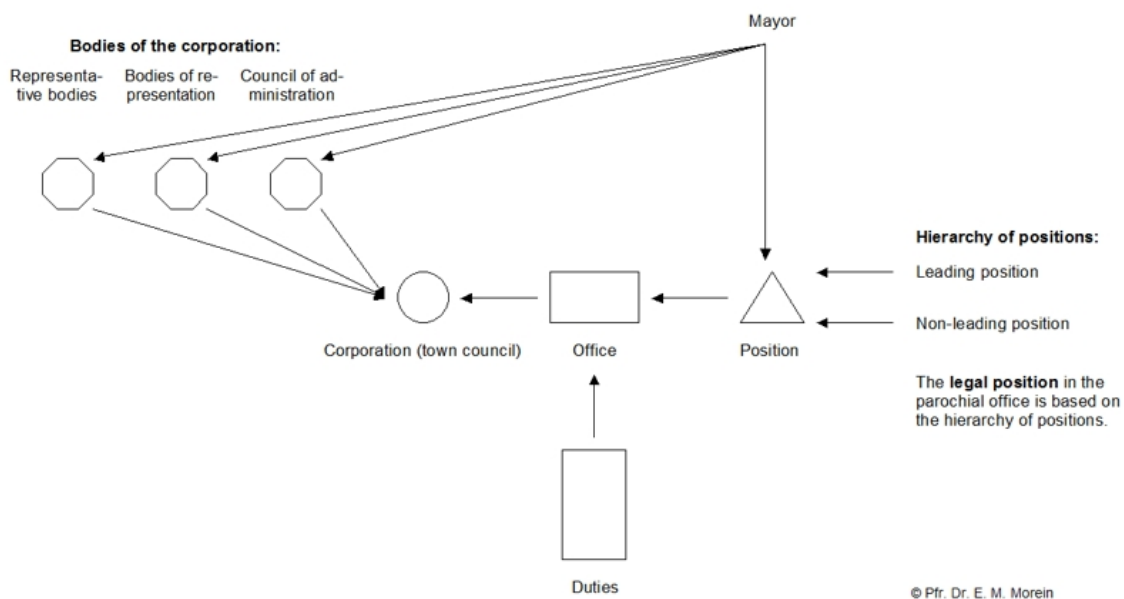 Mayor
Bodies of the corporation:
Representa-
tive bodies
Bodies of re-
presentation
Council of ad-
ministration
Hierarchy of positions:
Leading position
Non-leading position
Corporation (town council)
Office
Position
The legal position in the
parochial office is based on
the hierarchy of positions.
Duties
© Pfr. Dr. E. M. Morein